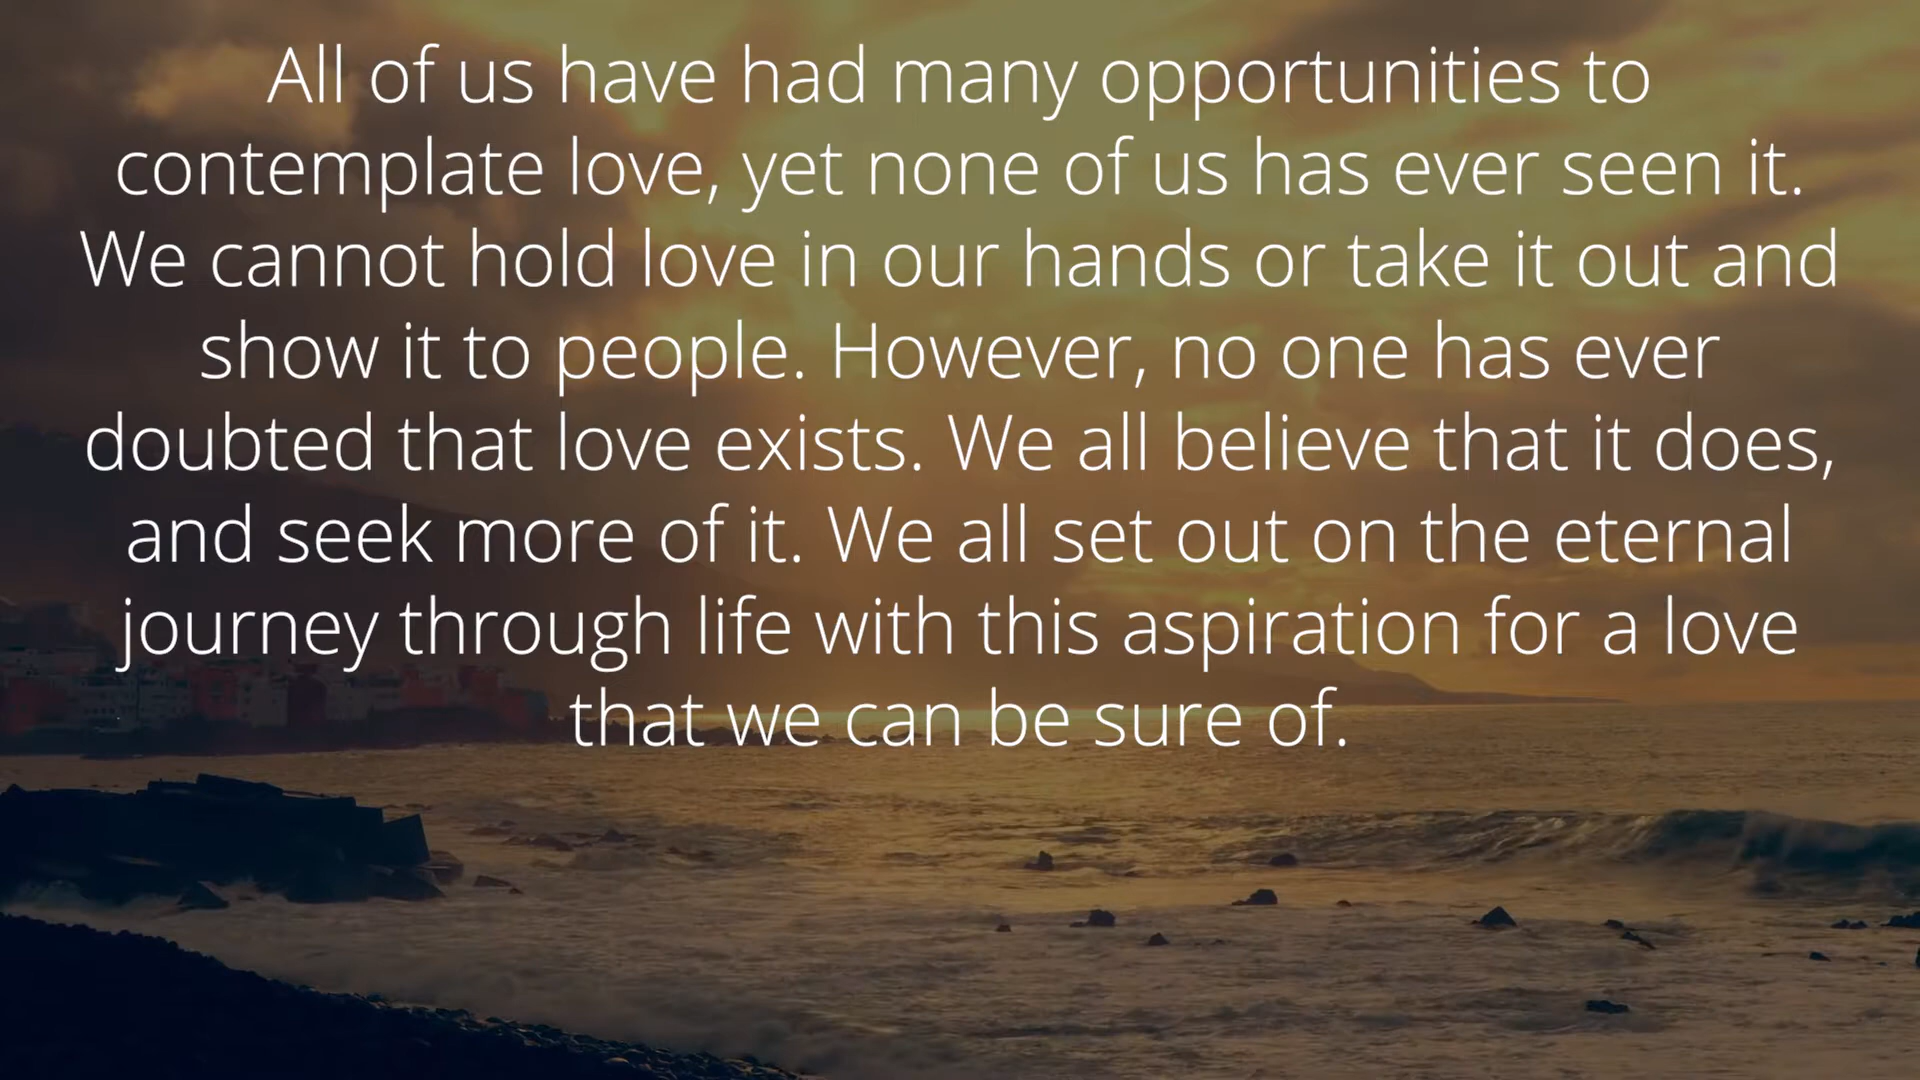 All of us have had many opportunities to
contemplate love, yet none of us has ever seen it.
We cannot hold love in our hands or take it out and
show it to people. However, no one has ever
doubted that love exists. We all believe that it does,
and seek more of it. We all set out on the eternal
journey through life with this aspiration for a love
that we can be sure of.